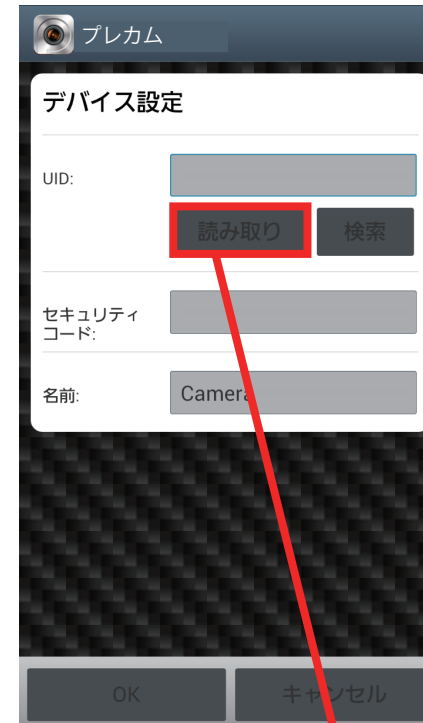 プレカム
デバイス設定
UID:
読み取り 検索
セキュリティ
コード:
名前: Camera
OK キャンセル